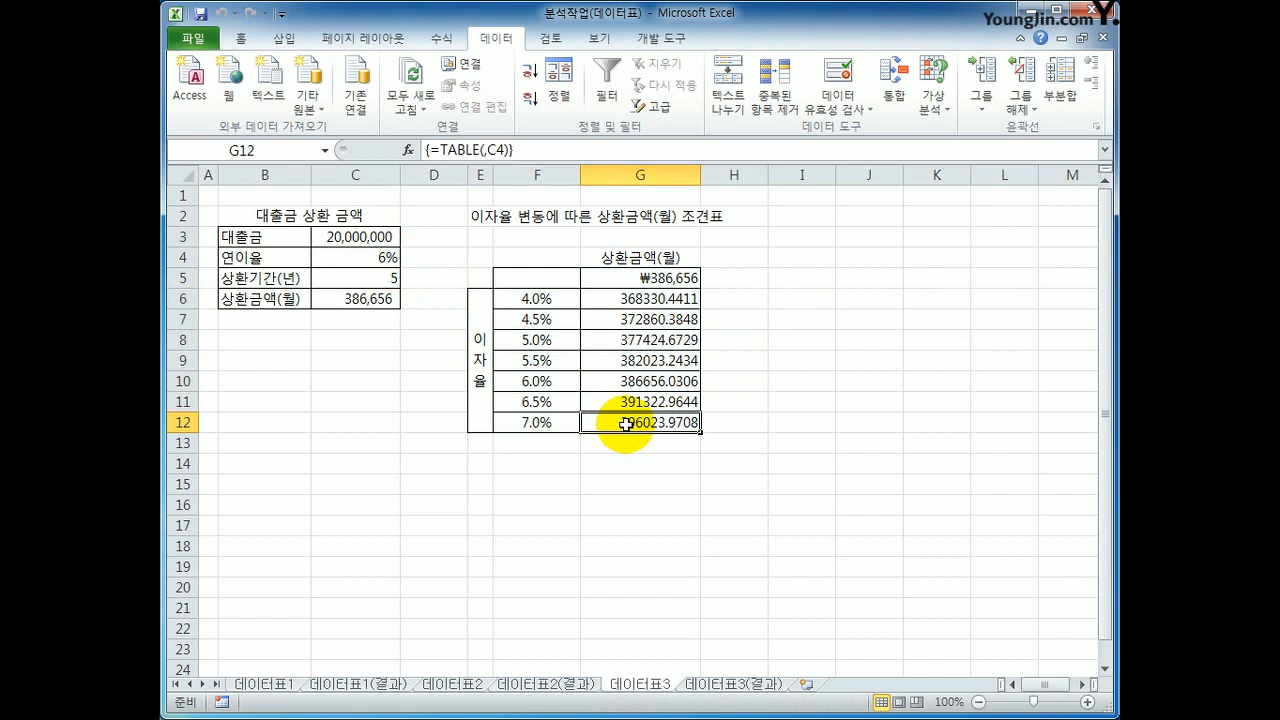 분석작업(데이터표) - Microsoft Excel
YoungJin.com Y.
파일 홈 삽입 페이지 레이아웃 수식 데이터 검토 보기 개발 도구
Access 웹 텍스트 기타 원본 기존 연결 모두 새로 고침 연결 속성 연결 편집 정렬 필터 지우기 다시 적용 고급 텍스트 나누기 중복된 항목 제거 데이터 유효성 검사 통합 가상 분석 그룹 그룹 해제 부분합
외부 데이터 가져오기 연결 정렬 및 필터 데이터 도구 윤곽선
G12 fx {=TABLE(,C4)}
A B C D E F G H I J K L M
1
2 대출금 상환 금액 이자율 변동에 따른 상환금액(월) 조견표
3 대출금 20,000,000
4 연이율 6% 상환금액(월)
5 상환기간(년) 5 ₩386,656
6 상환금액(월) 386,656 4.0% 368330.4411
7 4.5% 372860.3848
8 이 5.0% 377424.6729
9 자 5.5% 382023.2434
10 율 6.0% 386656.0306
11 6.5% 391322.9644
12 7.0% 96023.9708
13
14
15
16
17
18
19
20
21
22
23
24
데이터표1 데이터표1(결과) 데이터표2 데이터표2(결과) 데이터표3 데이터표3(결과)
준비 100%